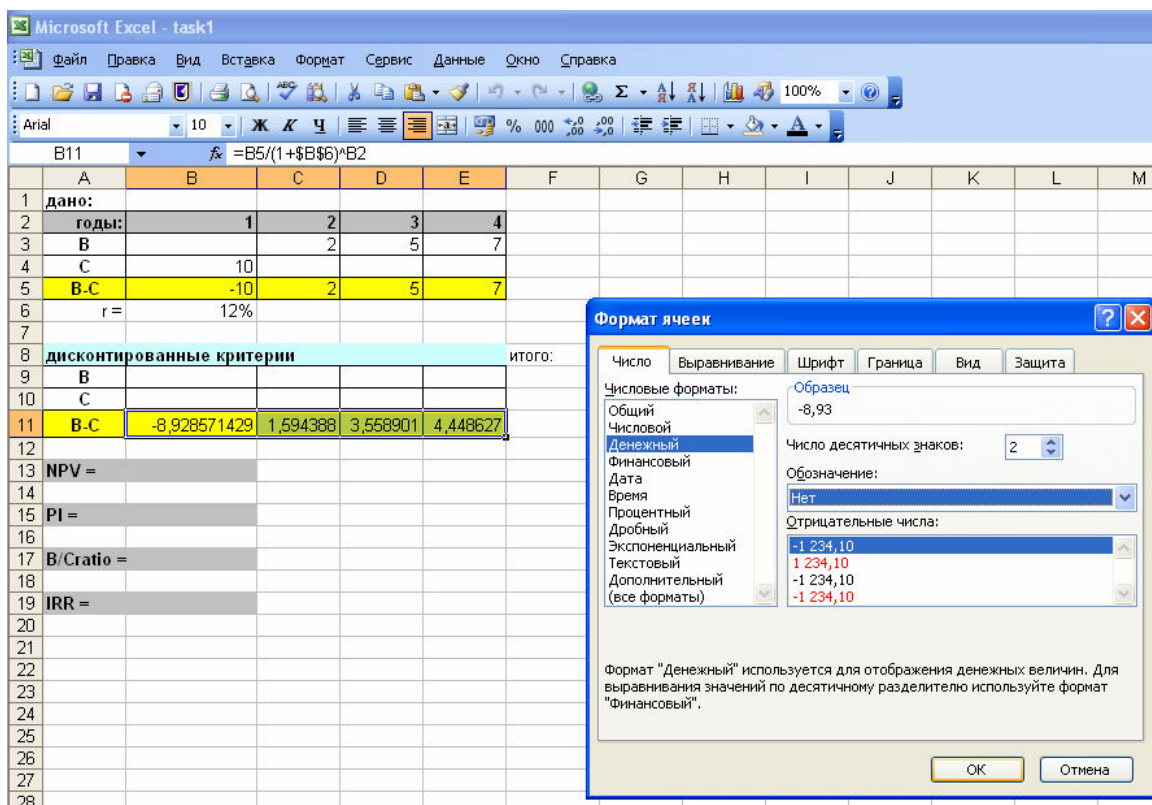 Microsoft Excel - task1
Файл Правка Вид Вставка Формат Сервис Данные Окно Справка
100%
Arial 10 Ж К Ч % 000
B11 fx =B5/(1+$B$6)^B2
A B C D E F G H I J K L M
1 дано:
2 годы: 1 2 3 4
3 B 2 5 7
4 C 10
5 B-C -10 2 5 7
6 r = 12%
7
8 дисконтированные критерии итого:
9 B
10 C
11 B-C -8,928571429 1,594388 3,558901 4,448627
12
13 NPV =
14
15 PI =
16
17 B/Cratio =
18
19 IRR =
20
21
22
23
24
25
26
27
28
Формат ячеек
Число Выравнивание Шрифт Граница Вид Защита
Числовые форматы:
Общий
Числовой
Денежный
Финансовый
Дата
Время
Процентный
Дробный
Экспоненциальный
Текстовый
Дополнительный
(все форматы)
Образец
-8,93
Число десятичных знаков: 2
Обозначение:
Нет
Отрицательные числа:
-1 234,10
1 234,10
-1 234,10
-1 234,10
Формат "Денежный" используется для отображения денежных величин. Для
выравнивания значений по десятичному разделителю используйте формат
"Финансовый".
ОК Отмена